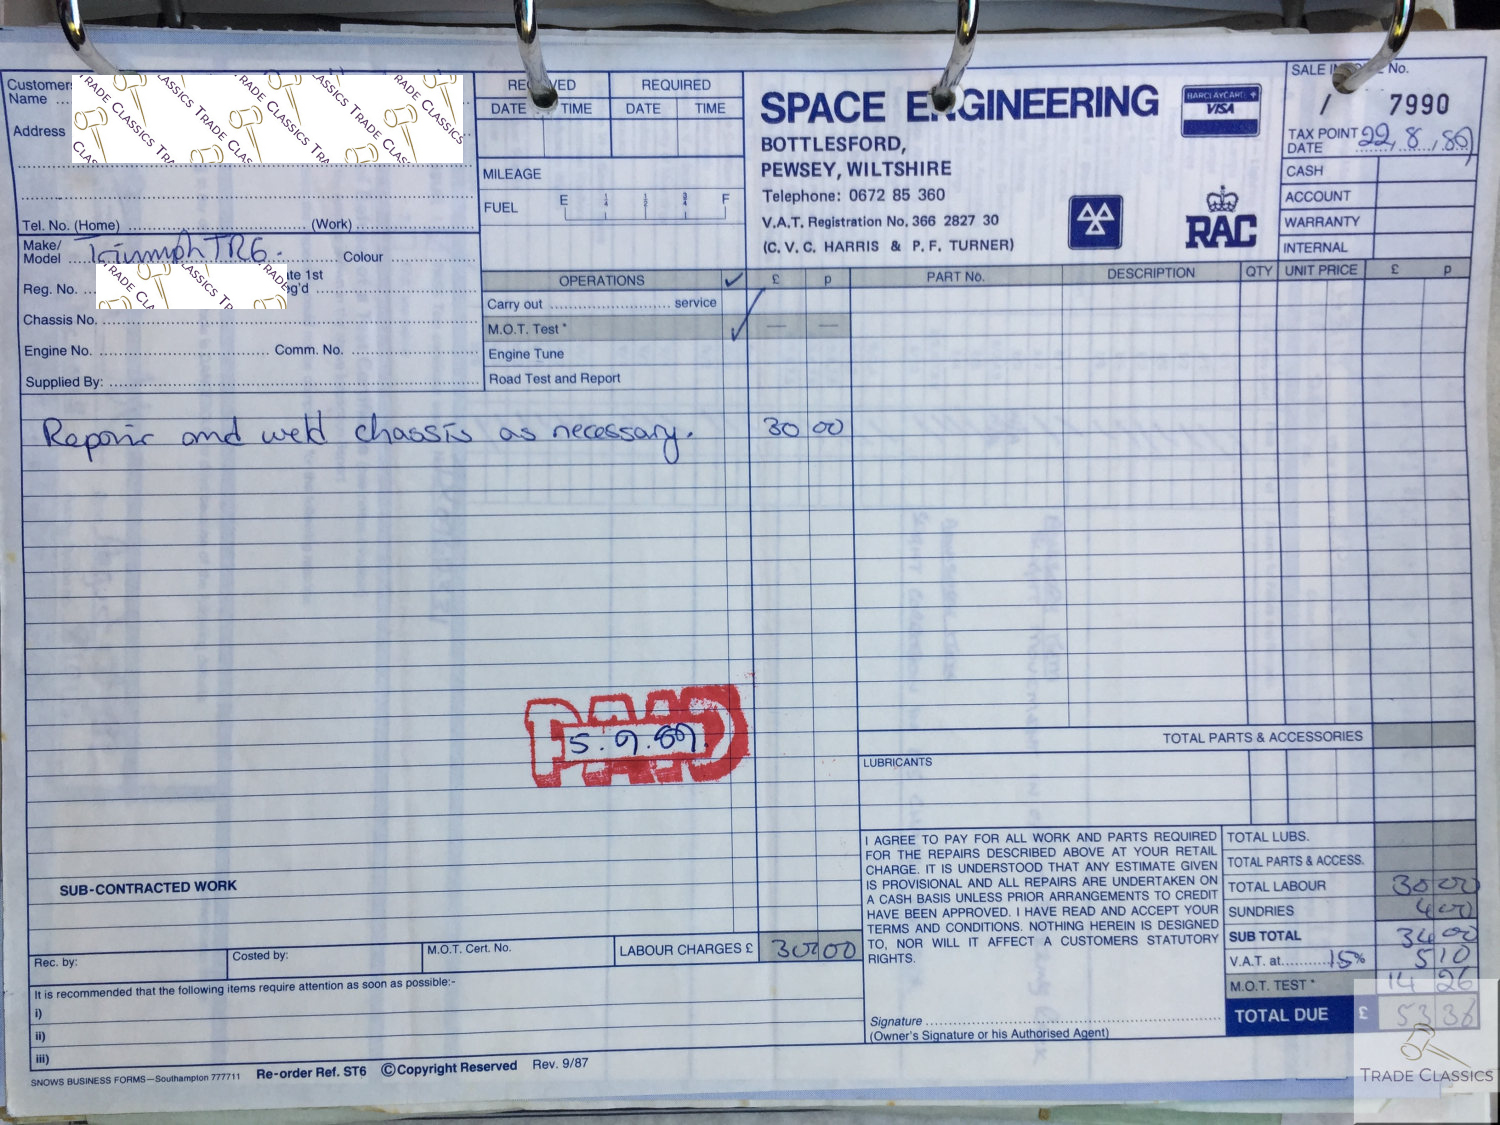 Customer
Name
Address
Tel. No. (Home) (Work)
Make/
Model Triumph TR6. Colour
Reg. No.
Chassis No.
Engine No. Comm. No.
Supplied By:
REQUIRED
DATE TIME DATE TIME
MILEAGE
FUEL E 1/4 1/2 3/4 F
SPACE ENGINEERING
BOTTLESFORD,
PEWSEY, WILTSHIRE
Telephone: 0672 85 360
V.A.T. Registration No. 366 2827 30
(C. V. C. HARRIS & P. F. TURNER)
BARCLAYCARD
VISA
RAC
SALE No.
/ 7990
TAX POINT
DATE 22.8.89
CASH
ACCOUNT
WARRANTY
INTERNAL
OPERATIONS ✓ £ p PART No. DESCRIPTION QTY UNIT PRICE £ p
Carry out service
M.O.T. Test * ✓ — —
Engine Tune
Road Test and Report
Repair and weld chassis as necessary. 30 00
PAID
5.9.89.
TOTAL PARTS & ACCESSORIES
LUBRICANTS
SUB-CONTRACTED WORK
Rec. by: Costed by: M.O.T. Cert. No. LABOUR CHARGES £ 30 00
It is recommended that the following items require attention as soon as possible:-
i)
ii)
iii)
I AGREE TO PAY FOR ALL WORK AND PARTS REQUIRED
FOR THE REPAIRS DESCRIBED ABOVE AT YOUR RETAIL
CHARGE. IT IS UNDERSTOOD THAT ANY ESTIMATE GIVEN
IS PROVISIONAL AND ALL REPAIRS ARE UNDERTAKEN ON
A CASH BASIS UNLESS PRIOR ARRANGEMENTS TO CREDIT
HAVE BEEN APPROVED. I HAVE READ AND ACCEPT YOUR
TERMS AND CONDITIONS. NOTHING HEREIN IS DESIGNED
TO, NOR WILL IT AFFECT A CUSTOMERS STATUTORY
RIGHTS.
Signature
(Owner's Signature or his Authorised Agent)
TOTAL LUBS.
TOTAL PARTS & ACCESS.
TOTAL LABOUR 30 00
SUNDRIES 4 00
SUB TOTAL 34 00
V.A.T. at 15% 5 10
M.O.T. TEST * 14 26
TOTAL DUE £ 53 36
SNOWS BUSINESS FORMS—Southampton 777711 Re-order Ref. ST6 ©Copyright Reserved Rev. 9/87
TRADE CLASSICS